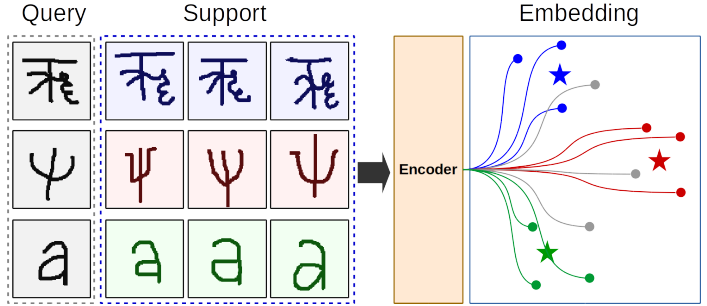 Query Support Embedding
ऋ ऋ ऋ ऋ
Encoder
ψ ψ ψ ψ
a a a a